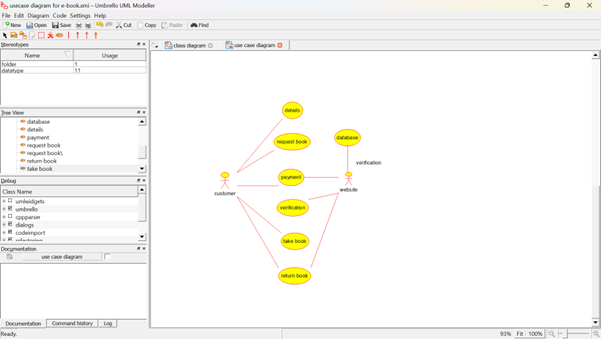 usecase diagram for e-book.xmi - Umbrello UML Modeller
File Edit Diagram Code Settings Help
New Open Save Cut Copy Paste Find
Stereotypes
Name Usage
folder 1
datatype 11
class diagram use case diagram
Tree View
database
details
payment
request book
request book\
return book
take book
Debug
Class Name
umlwidgets
umbrello
cppparser
dialogs
codeimport
refactoring
Documentation
use case diagram
Documentation Command history Log
Ready. 93% Fit 100%
details
request book
database
verification
payment
customer
website
verification
take book
return book